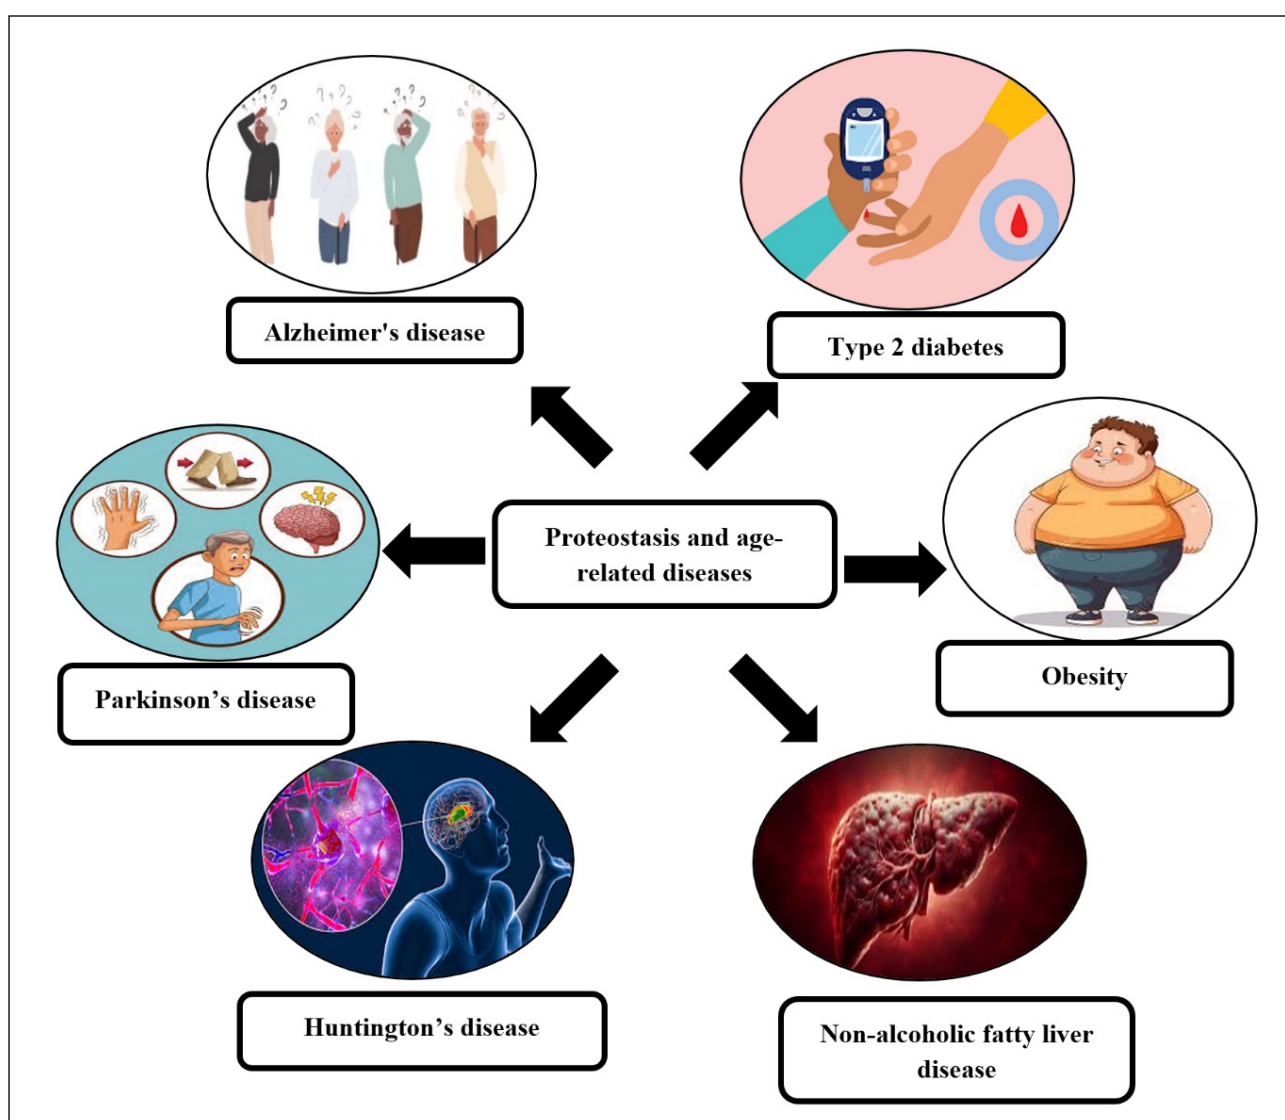 Alzheimer's disease
Type 2 diabetes
Proteostasis and age-
related diseases
Parkinson’s disease
Obesity
Huntington’s disease
Non-alcoholic fatty liver
disease